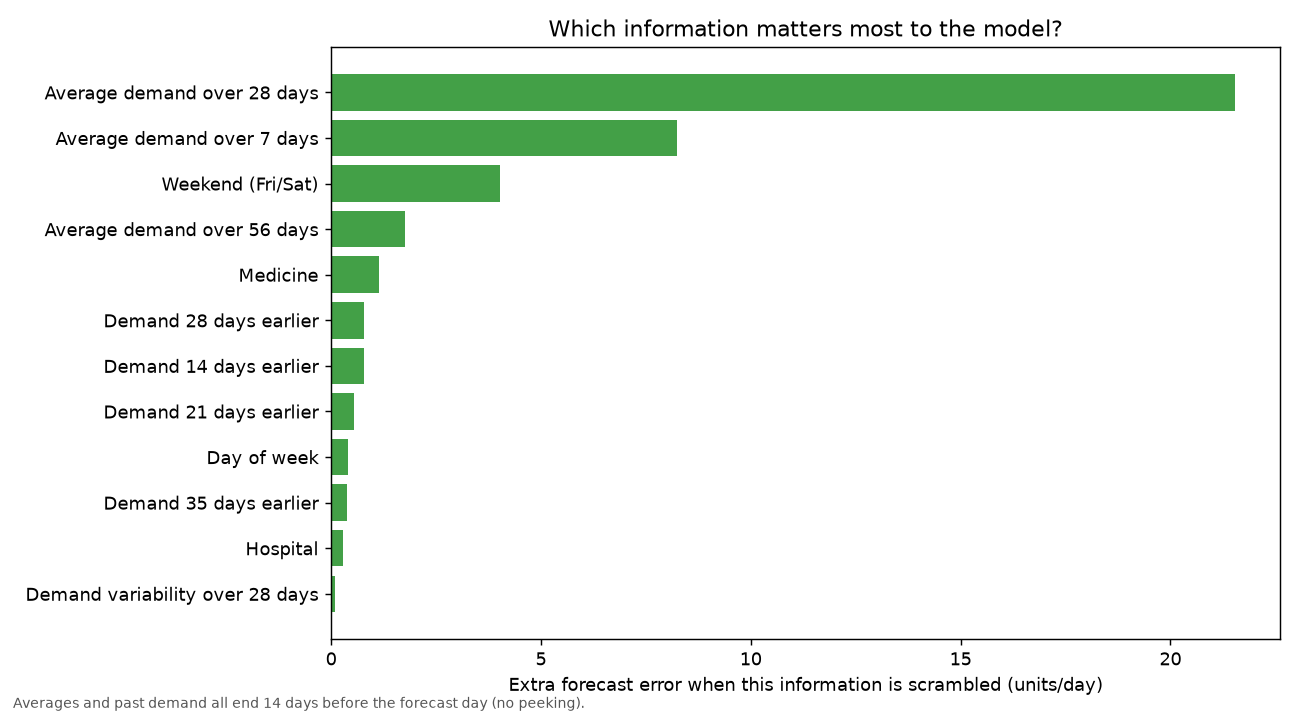 Which information matters most to the model?
Average demand over 28 days
Average demand over 7 days
Weekend (Fri/Sat)
Average demand over 56 days
Medicine
Demand 28 days earlier
Demand 14 days earlier
Demand 21 days earlier
Day of week
Demand 35 days earlier
Hospital
Demand variability over 28 days
0 5 10 15 20
Extra forecast error when this information is scrambled (units/day)
Averages and past demand all end 14 days before the forecast day (no peeking).